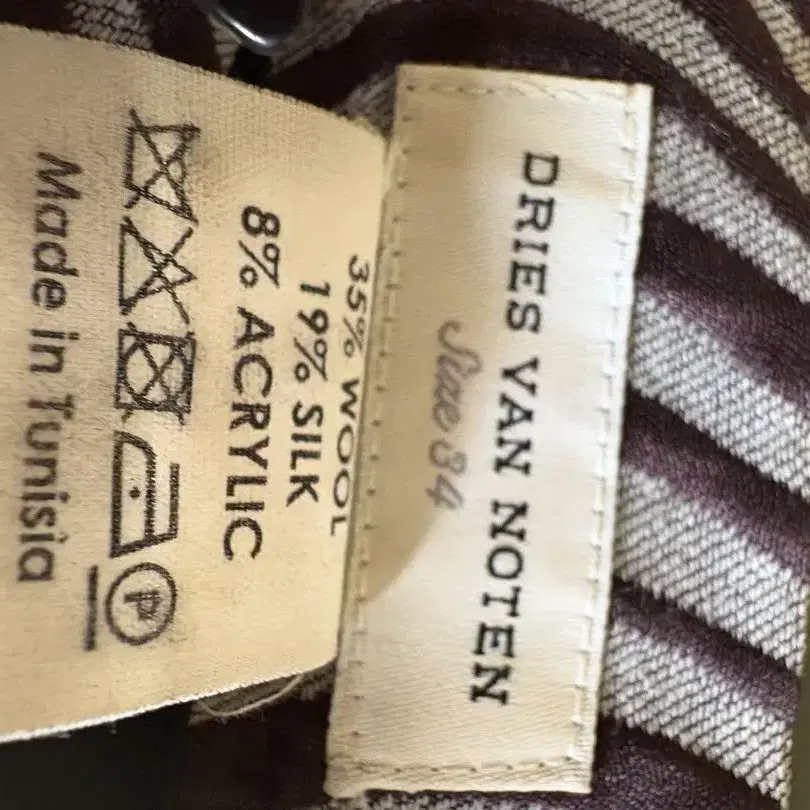 DRIES VAN NOTEN
Size 34
35% WOOL
19% SILK
8% ACRYLIC
P
Made in Tunisia